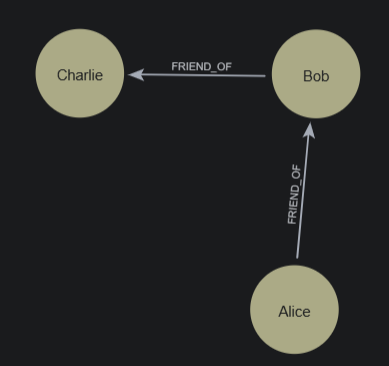 FRIEND_OF
Charlie
Bob
FRIEND_OF
Alice